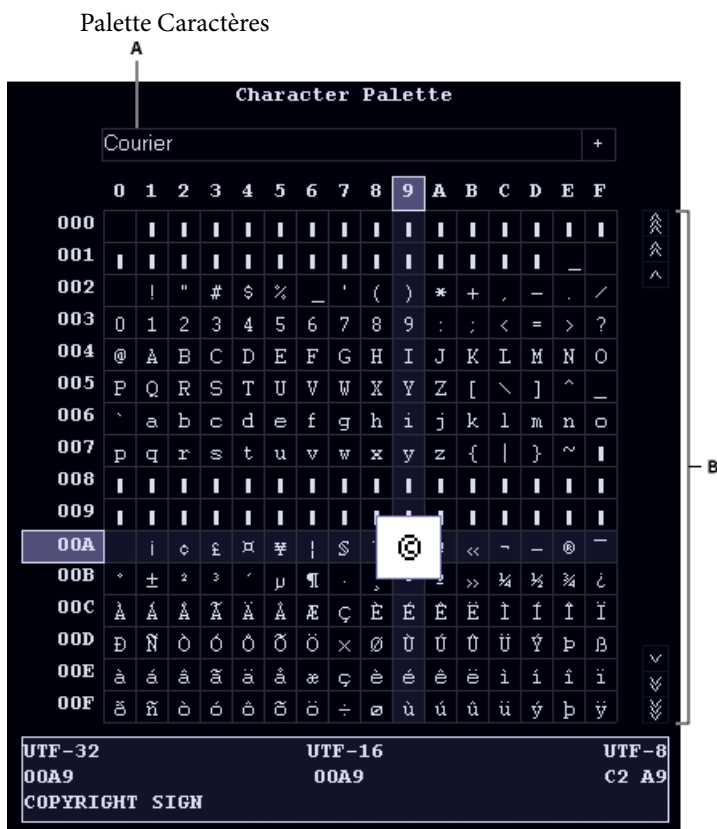 Palette Caractères
A
Character Palette
Courier +
0 1 2 3 4 5 6 7 8 9 A B C D E F
000
001 _
002 ! " # $ % _ ' ( ) * + , – . /
003 0 1 2 3 4 5 6 7 8 9 : ; < = > ?
004 @ A B C D E F G H I J K L M N O
005 P Q R S T U V W X Y Z [ \ ] ^ _
006 ` a b c d e f g h i j k l m n o
007 p q r s t u v w x y z { | } ~
008
009
B
00A ¡ ¢ £ ¤ ¥ ¦ § © « ¬ – ® ¯
00B ° ± ² ³ ´ µ ¶ · » ¼ ½ ¾ ¿
00C À Á Â Ã Ä Å Æ Ç È É Ê Ë Ì Í Î Ï
00D Ð Ñ Ò Ó Ô Õ Ö × Ø Ù Ú Û Ü Ý Þ ß
00E à á â ã ä å æ ç è é ê ë ì í î ï
00F ð ñ ò ó ô õ ö ÷ ø ù ú û ü ý þ ÿ
UTF-32 UTF-16 UTF-8
00A9 00A9 C2 A9
COPYRIGHT SIGN